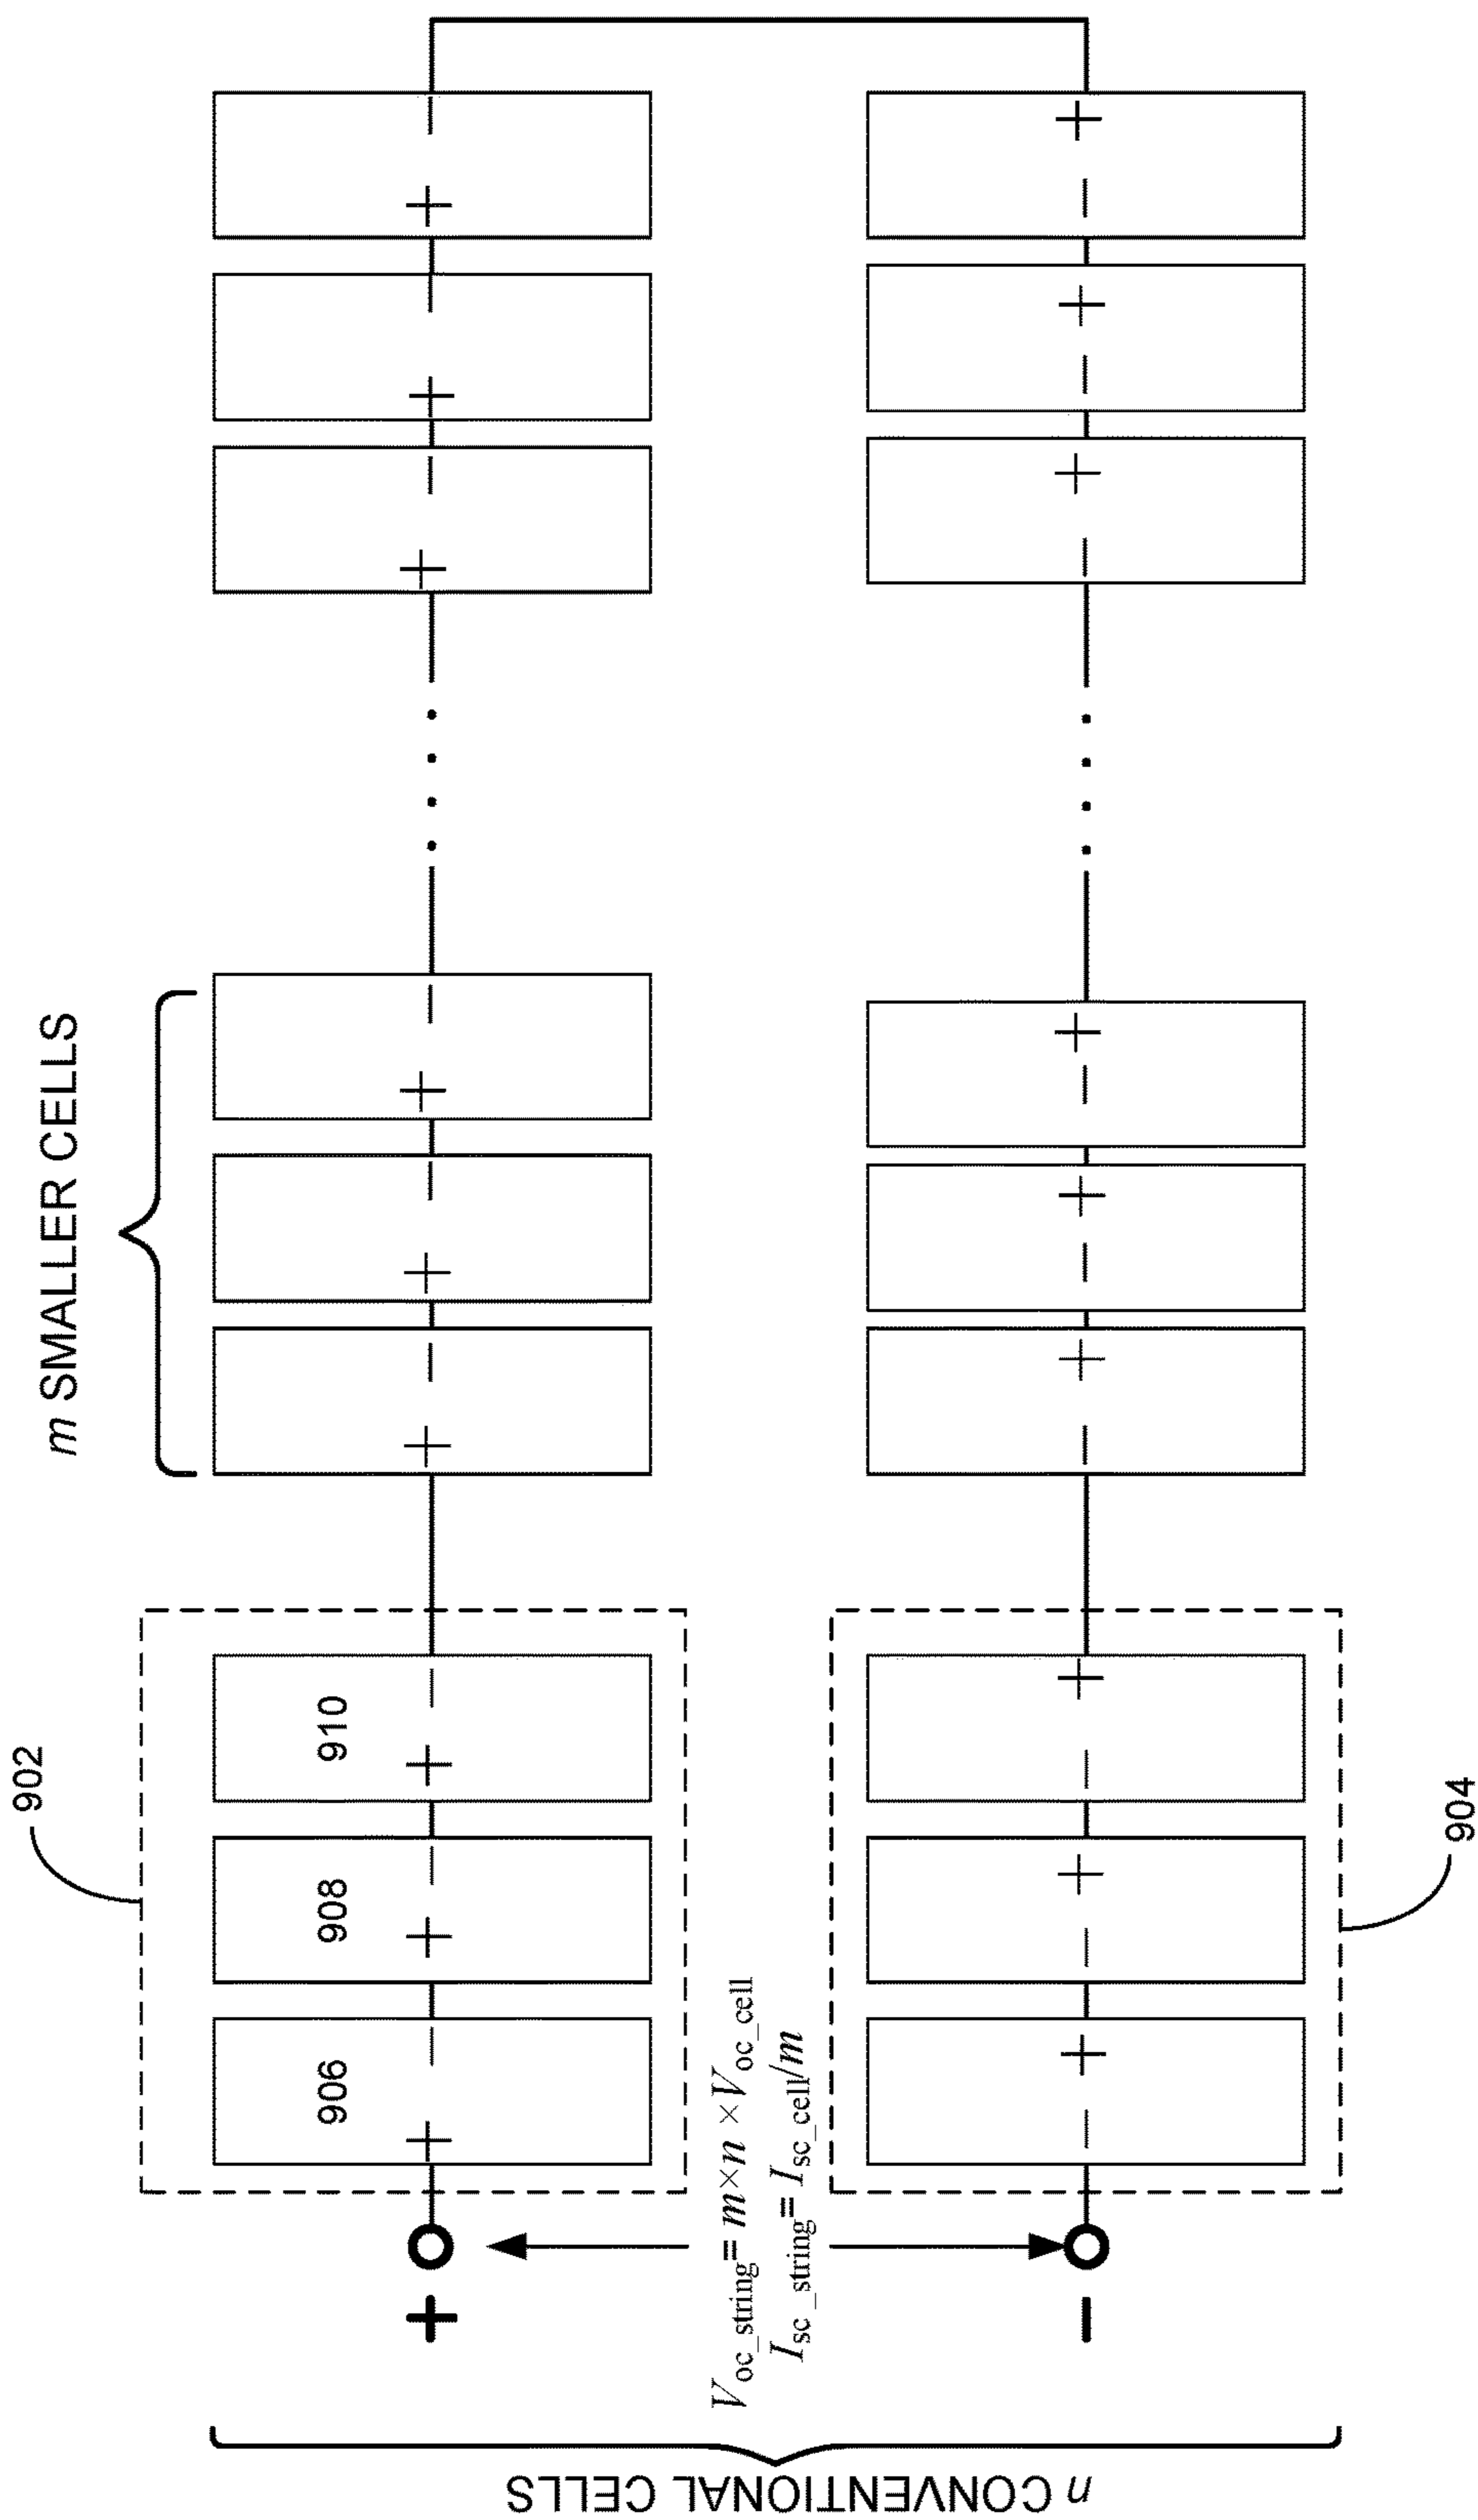 m SMALLER CELLS
902
906
908
910
+ − + − + − + − + − + − + − + − + −
V_oc_string = m×n ×V_oc_cell
I_sc_string = I_sc_cell/m
− + − + − + − + − + − + − + − + − +
+
−
904
n CONVENTIONAL CELLS